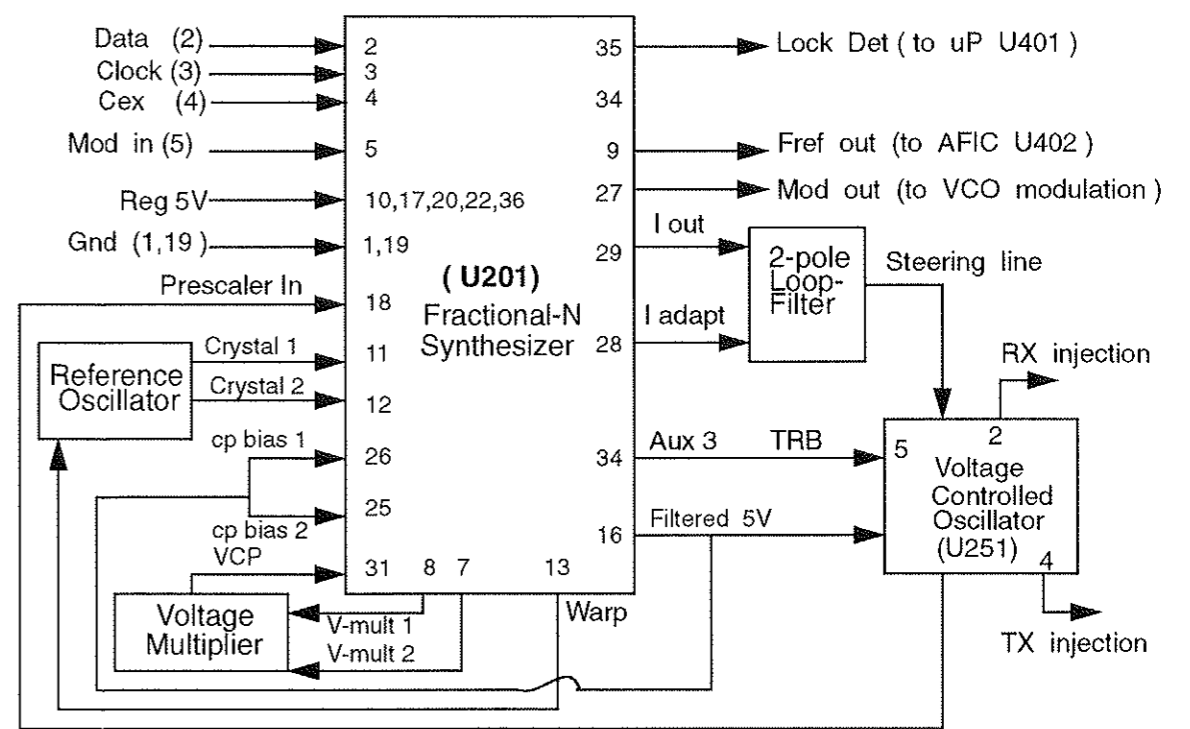 Data (2)
Clock (3)
Cex (4)
Mod in (5)
Reg 5V
Gnd (1,19)
Prescaler In
Crystal 1
Crystal 2
Reference
Oscillator
cp bias 1
cp bias 2
VCP
Voltage
Multiplier
V-mult 1
V-mult 2
2
3
4
5
10,17,20,22,36
1,19
18
11
12
26
25
31
8
7
13
(U201)
Fractional-N
Synthesizer
35
34
9
27
29
28
34
16
Warp
Lock Det ( to uP U401 )
Fref out (to AFIC U402 )
Mod out (to VCO modulation )
I out
I adapt
2-pole
Loop-
Filter
Steering line
Aux 3
TRB
Filtered 5V
RX injection
5
2
Voltage
Controlled
Oscillator
(U251)
4
TX injection